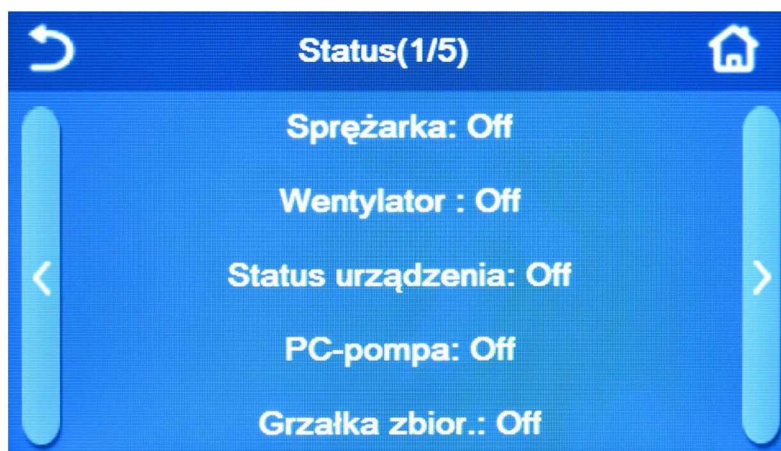 Status(1/5)
Sprężarka: Off
Wentylator : Off
Status urządzenia: Off
PC-pompa: Off
Grzałka zbior.: Off